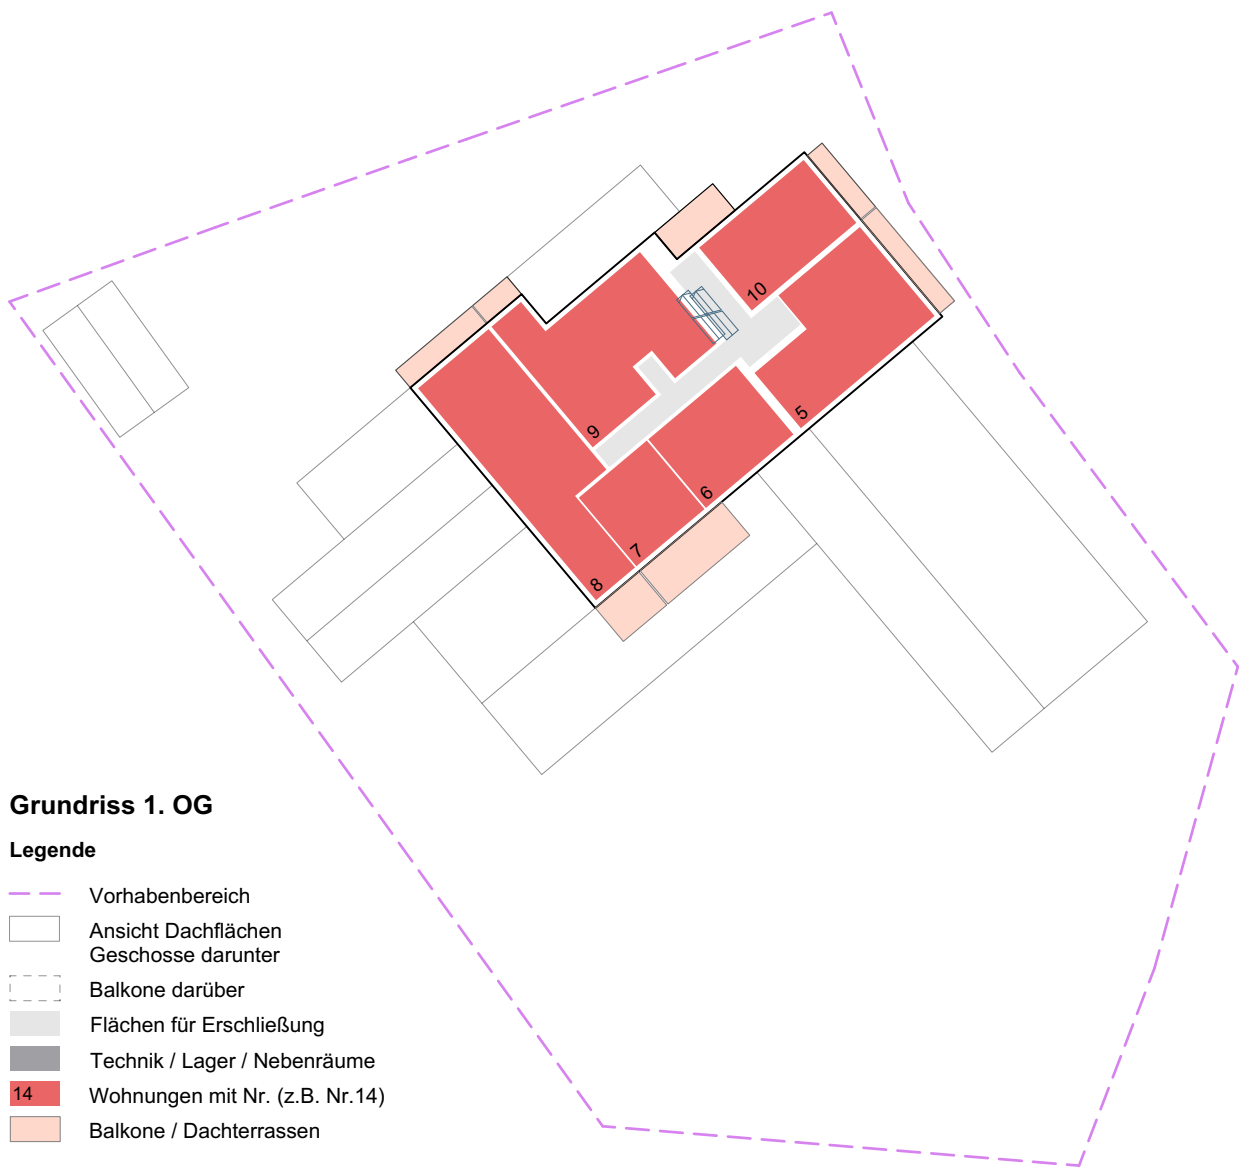 10
5
9
6
7
8
Grundriss 1. OG
Legende
Vorhabenbereich
Ansicht Dachflächen
Geschosse darunter
Balkone darüber
Flächen für Erschließung
Technik / Lager / Nebenräume
14 Wohnungen mit Nr. (z.B. Nr.14)
Balkone / Dachterrassen